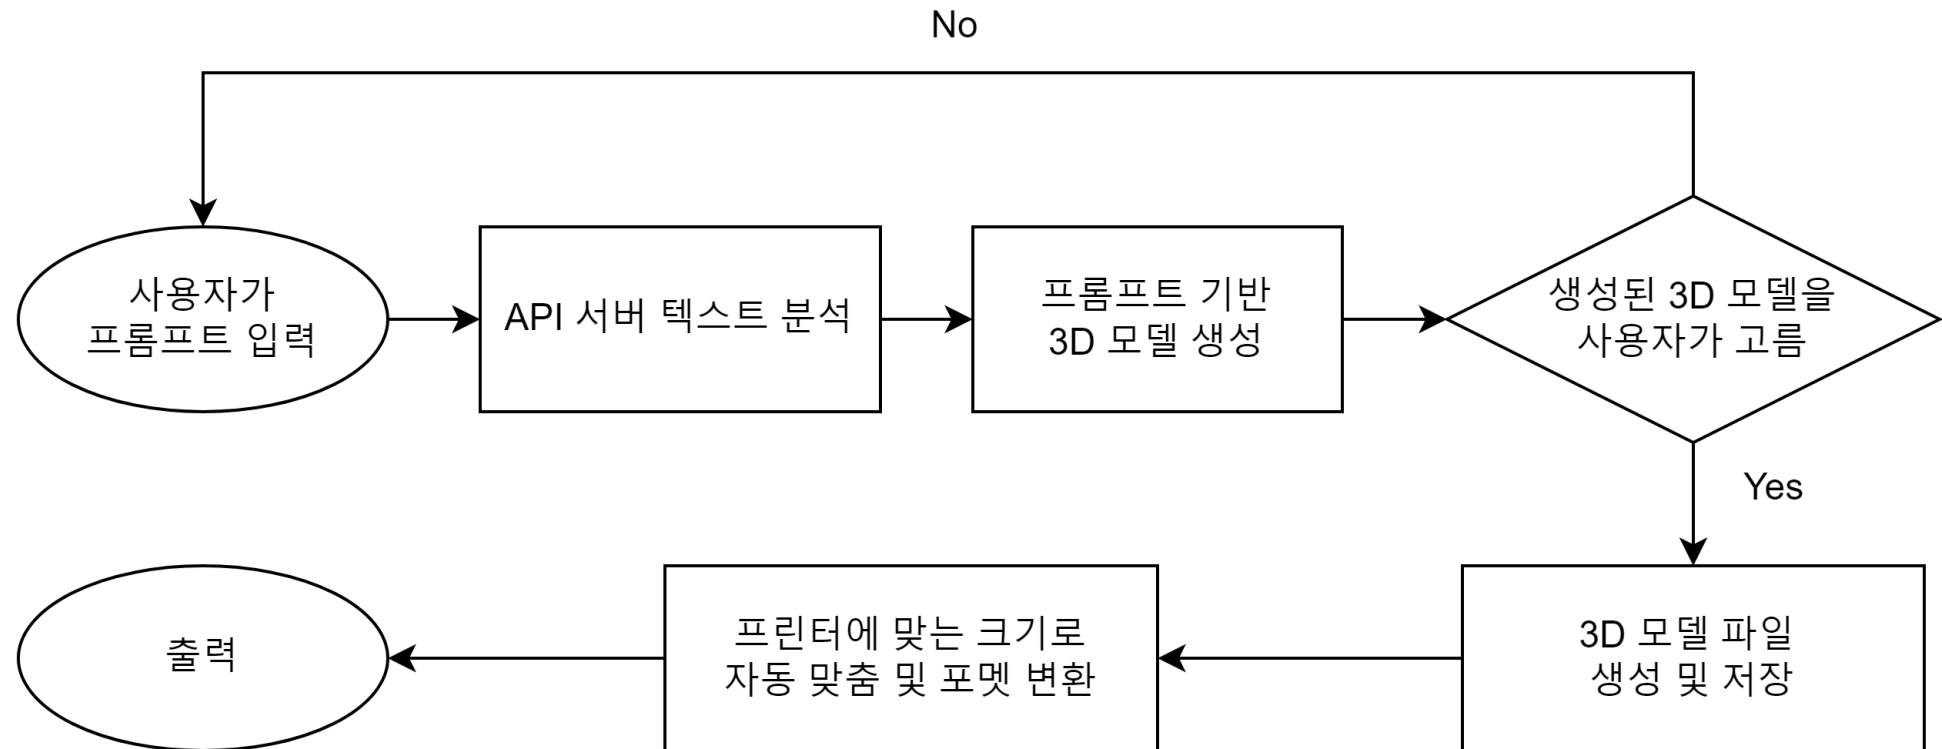 No
사용자가
프롬프트 입력
API 서버 텍스트 분석
프롬프트 기반
3D 모델 생성
생성된 3D 모델을
사용자가 고름
Yes
3D 모델 파일
생성 및 저장
프린터에 맞는 크기로
자동 맞춤 및 포멧 변환
출력